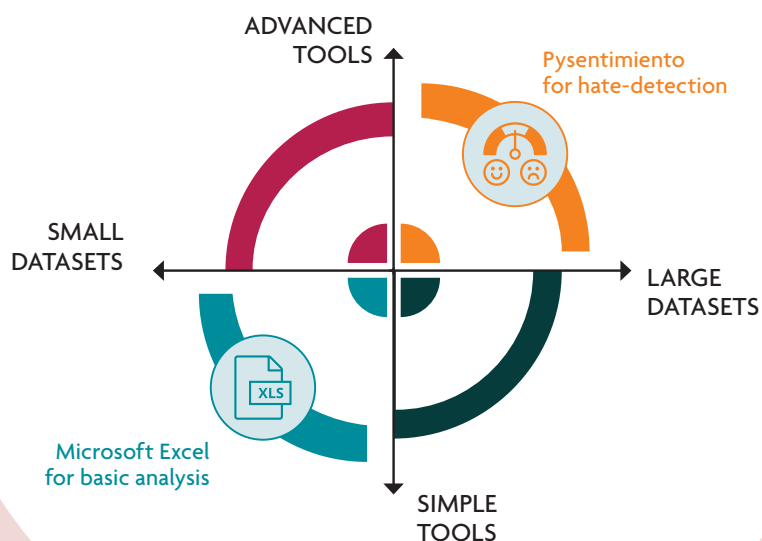 ADVANCED
TOOLS
Pysentimiento
for hate-detection
SMALL
DATASETS
LARGE
DATASETS
XLS
Microsoft Excel
for basic analysis
SIMPLE
TOOLS